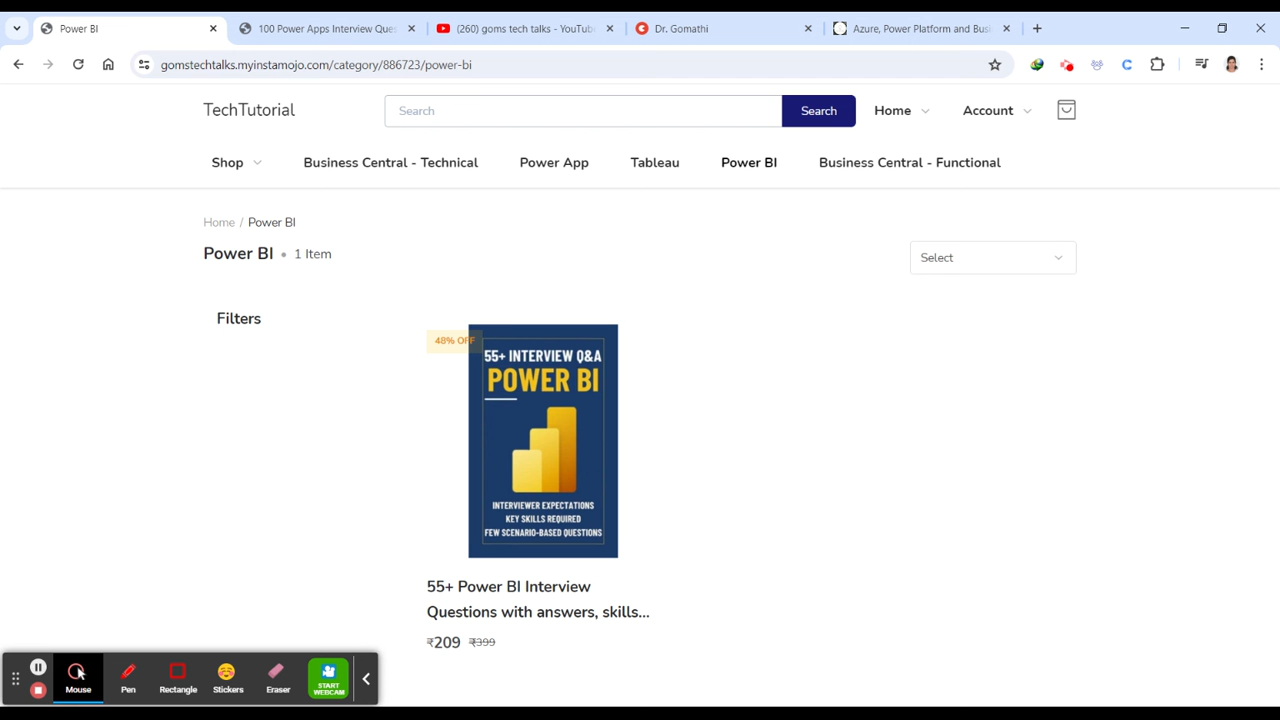 Power BI
100 Power Apps Interview Ques
(260) goms tech talks - YouTub
Dr. Gomathi
Azure, Power Platform and Busi
gomstechtalks.myinstamojo.com/category/886723/power-bi
TechTutorial
Search
Search
Home
Account
Shop
Business Central - Technical
Power App
Tableau
Power BI
Business Central - Functional
Home / Power BI
Power BI • 1 Item
Select
Filters
48% OFF
55+ INTERVIEW Q&A
POWER BI
INTERVIEWER EXPECTATIONS
KEY SKILLS REQUIRED
FEW SCENARIO-BASED QUESTIONS
55+ Power BI Interview
Questions with answers, skills...
₹209 ₹399
Mouse
Pen
Rectangle
Stickers
Eraser
START
WEBCAM